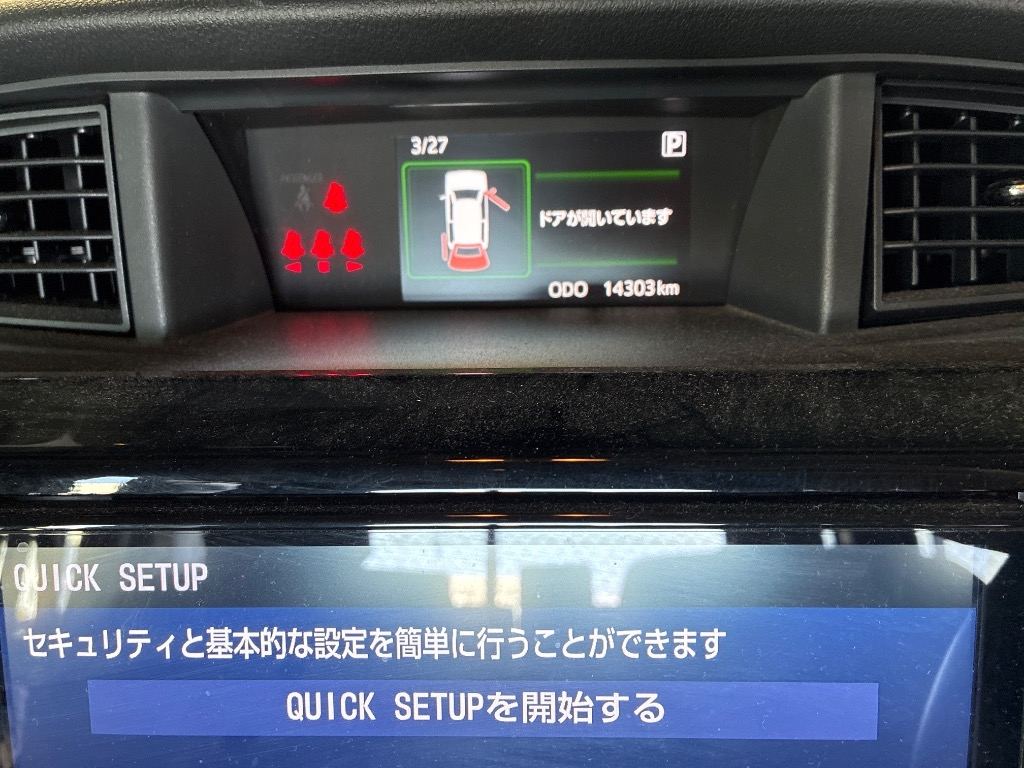 3/27
P
PASSENGER
ドアが開いています
ODO 14303km
QUICK SETUP
セキュリティと基本的な設定を簡単に行うことができます
QUICK SETUPを開始する